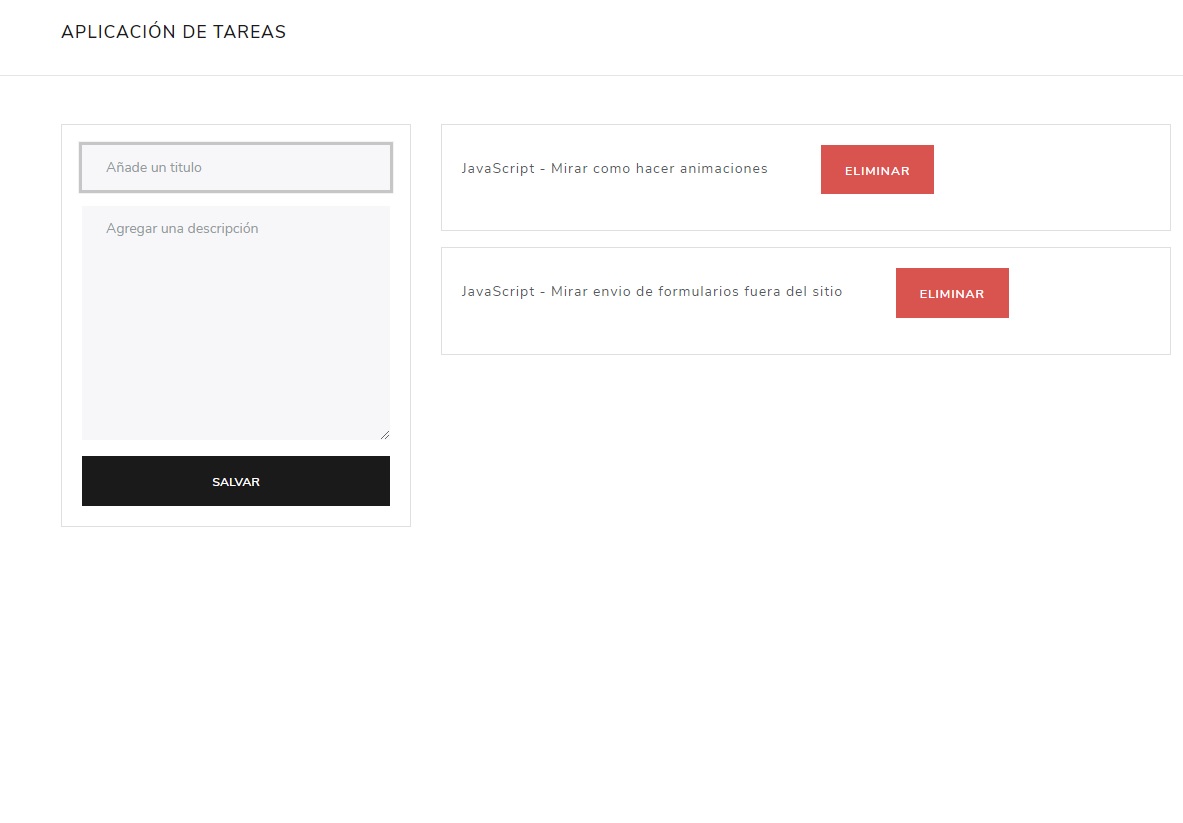 APLICACIÓN DE TAREAS
Añade un titulo
Agregar una descripción
SALVAR
JavaScript - Mirar como hacer animaciones
ELIMINAR
JavaScript - Mirar envio de formularios fuera del sitio
ELIMINAR